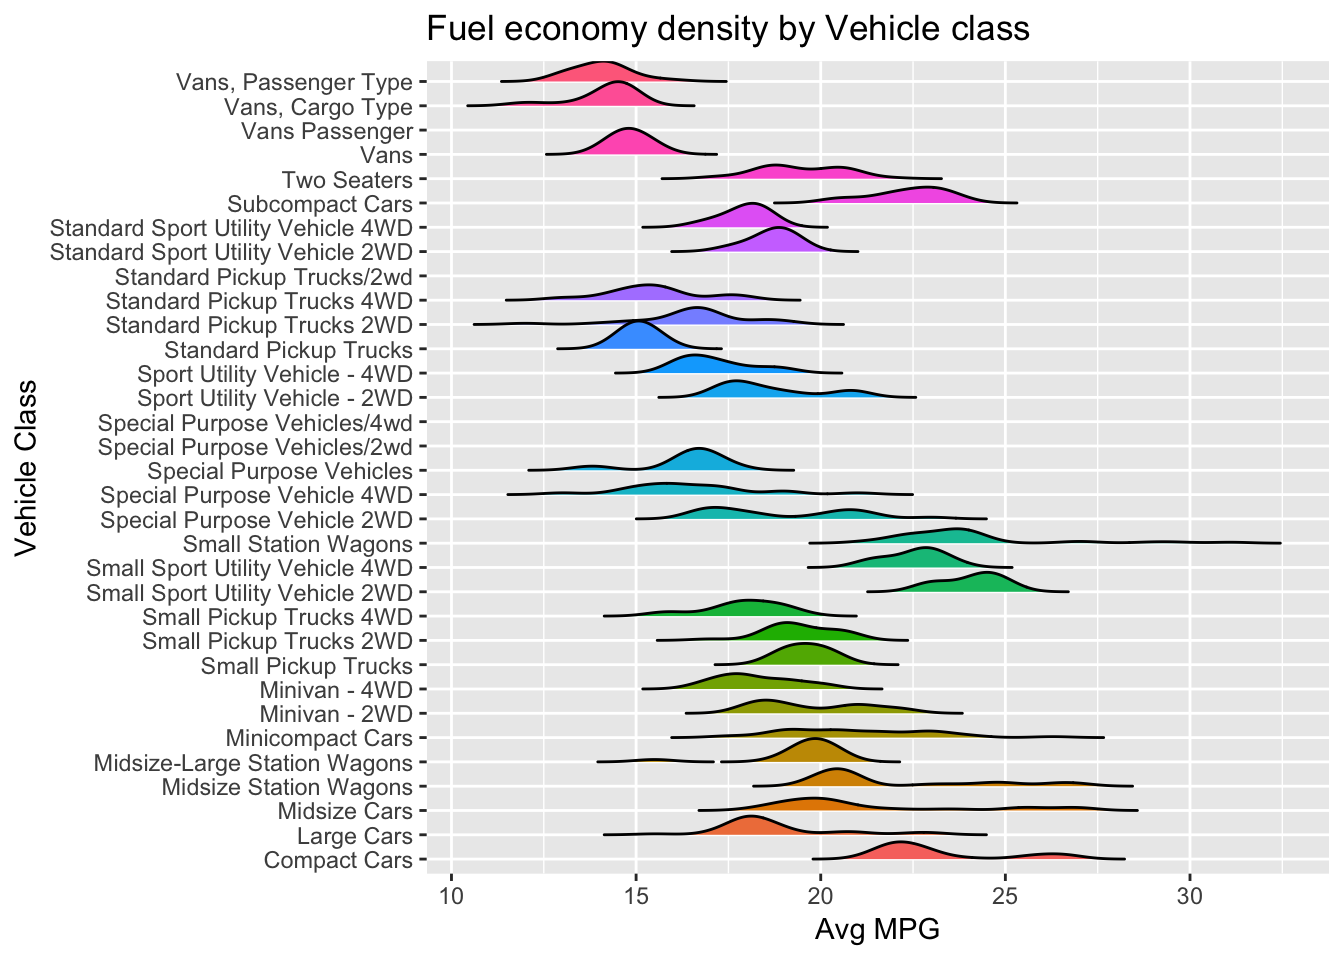 Fuel economy density by Vehicle class
Vans, Passenger Type
Vans, Cargo Type
Vans Passenger
Vans
Two Seaters
Subcompact Cars
Standard Sport Utility Vehicle 4WD
Standard Sport Utility Vehicle 2WD
Standard Pickup Trucks/2wd
Standard Pickup Trucks 4WD
Standard Pickup Trucks 2WD
Standard Pickup Trucks
Sport Utility Vehicle - 4WD
Sport Utility Vehicle - 2WD
Special Purpose Vehicles/4wd
Special Purpose Vehicles/2wd
Special Purpose Vehicles
Special Purpose Vehicle 4WD
Special Purpose Vehicle 2WD
Small Station Wagons
Small Sport Utility Vehicle 4WD
Small Sport Utility Vehicle 2WD
Small Pickup Trucks 4WD
Small Pickup Trucks 2WD
Small Pickup Trucks
Minivan - 4WD
Minivan - 2WD
Minicompact Cars
Midsize-Large Station Wagons
Midsize Station Wagons
Midsize Cars
Large Cars
Compact Cars
Vehicle Class
10 15 20 25 30
Avg MPG